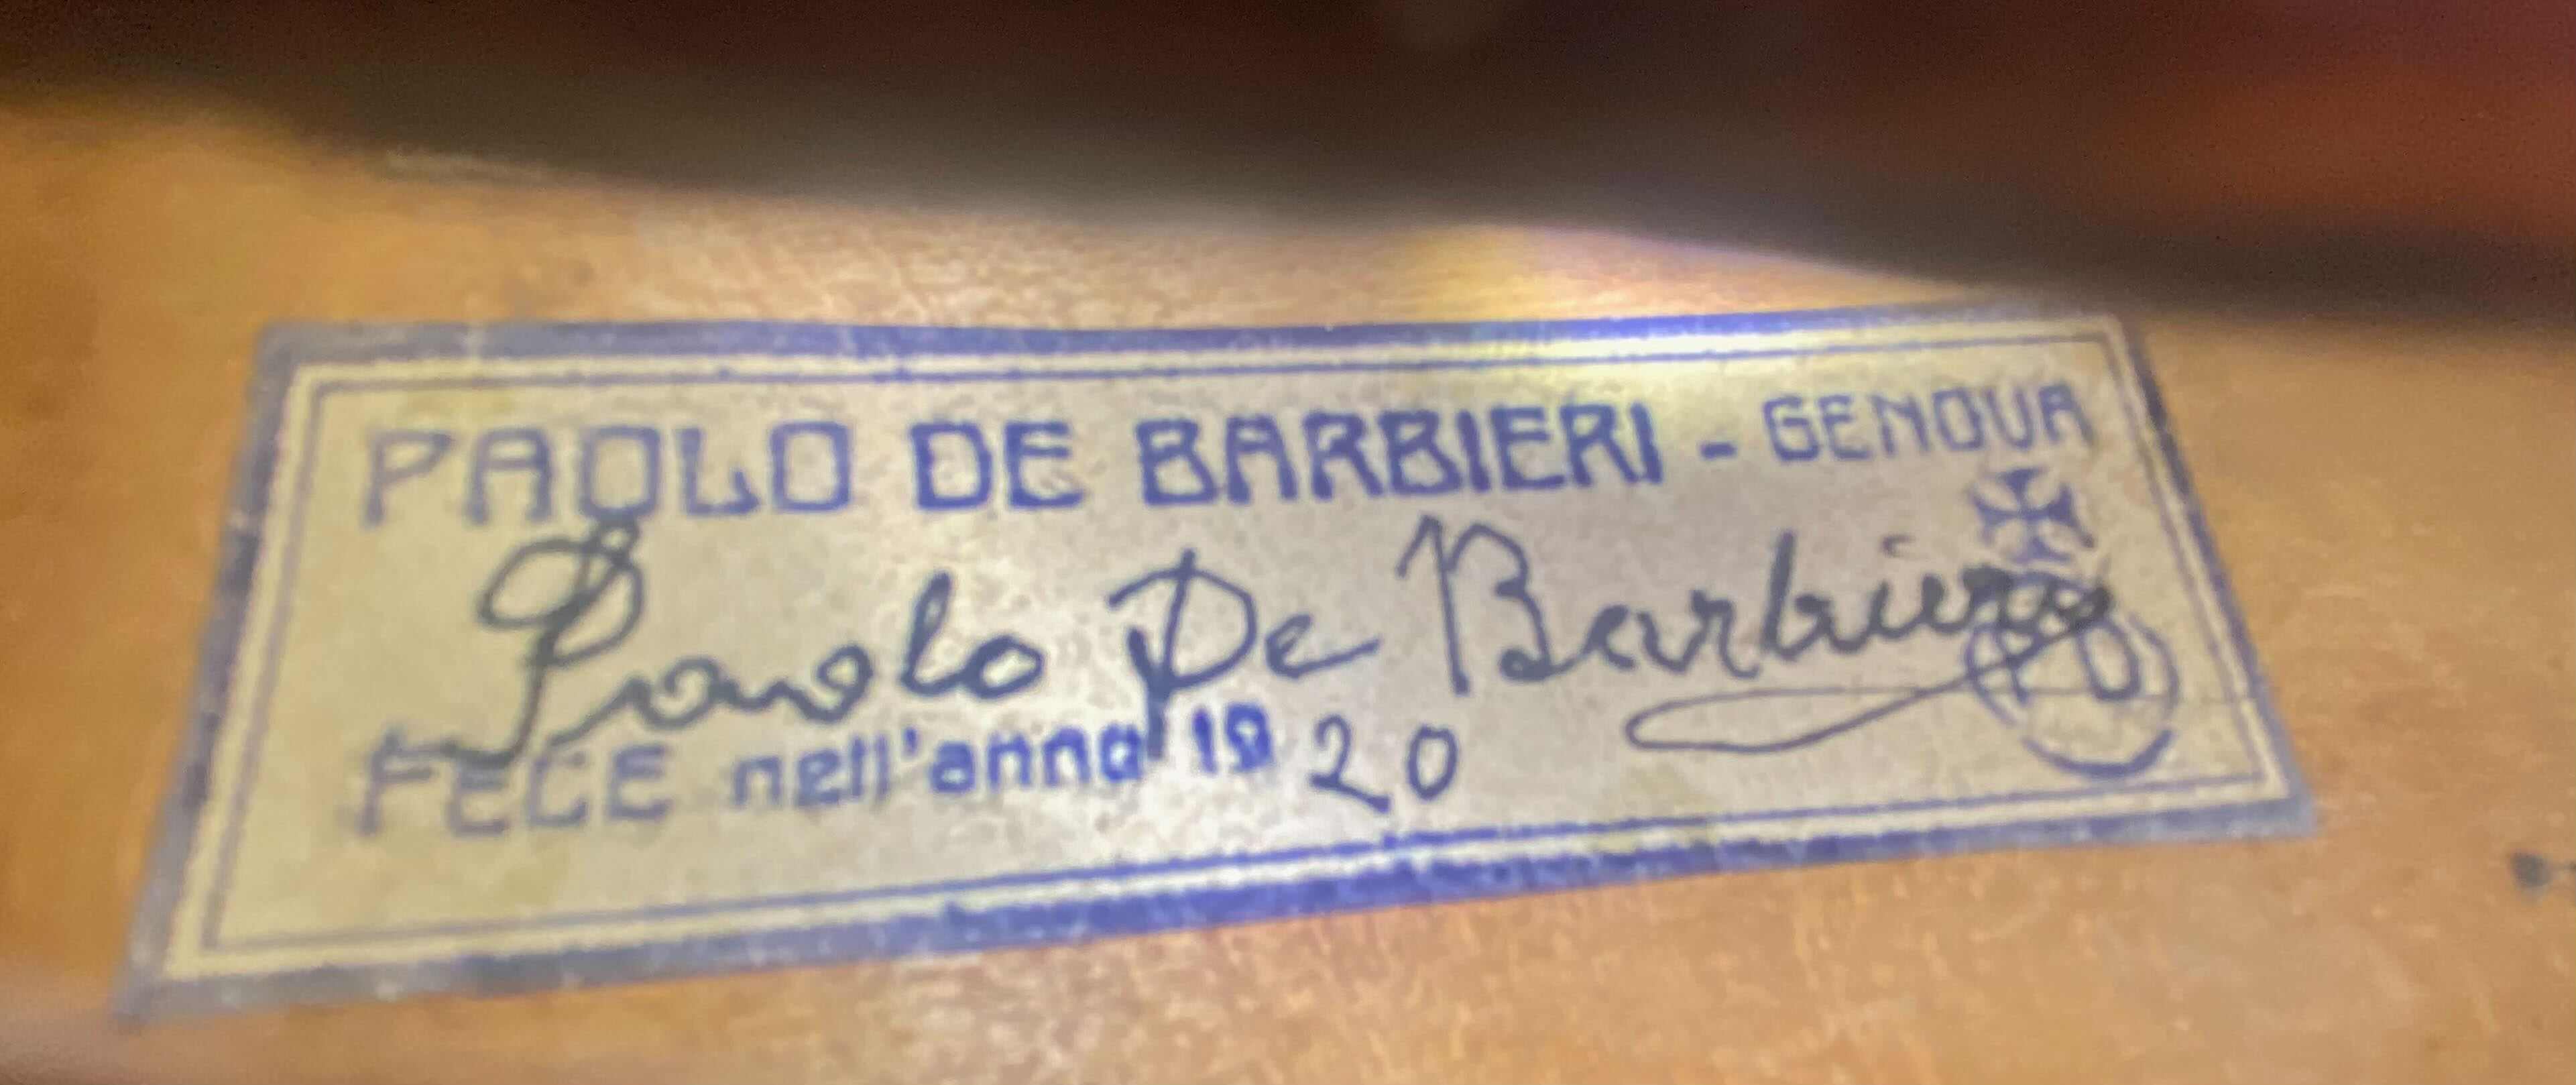 PAOLO DE BARBIERI - GENOVA
Paolo De Barbieri
FECE nell'anno 1920